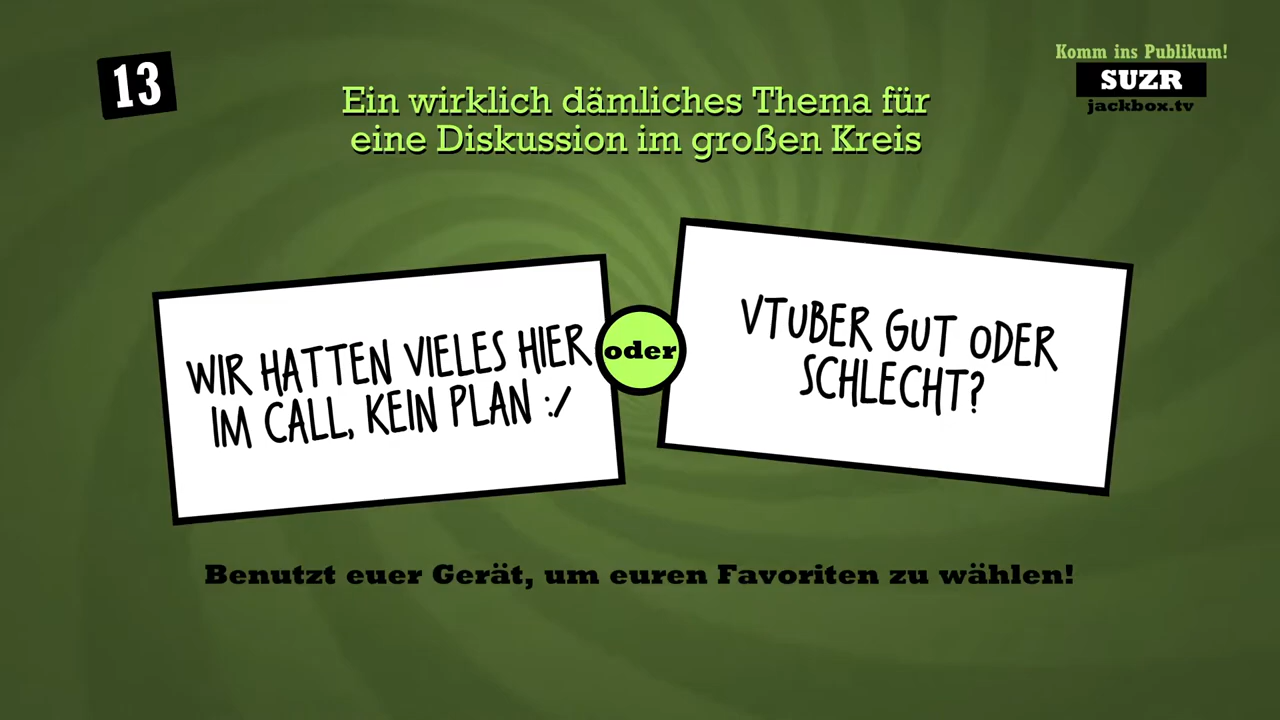 13
Komm ins Publikum!
SUZR
jackbox.tv
Ein wirklich dämliches Thema für
eine Diskussion im großen Kreis
WIR HATTEN VIELES HIER
IM CALL, KEIN PLAN :/
oder
VTUBER GUT ODER
SCHLECHT?
Benutzt euer Gerät, um euren Favoriten zu wählen!